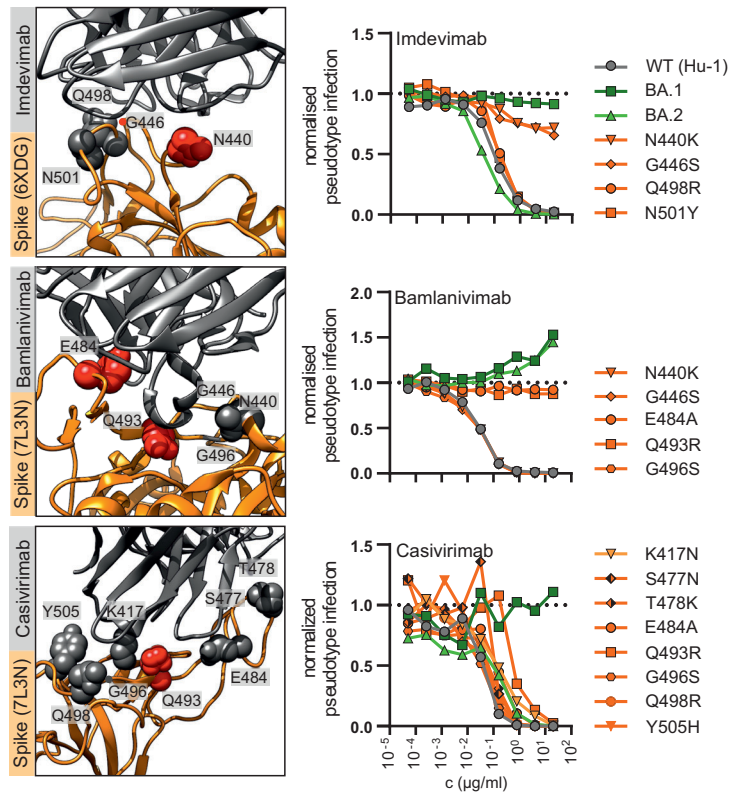 Imdevimab
Spike (6XDG)
Q498
G446
N440
N501
Imdevimab
normalised
pseudotype infection
1.5
1.0
0.5
0.0
WT (Hu-1)
BA.1
BA.2
N440K
G446S
Q498R
N501Y
Bamlanivimab
Spike (7L3N)
E484
G446
N440
Q493
G496
Bamlanivimab
normalised
pseudotype infection
2.0
1.5
1.0
0.5
0.0
N440K
G446S
E484A
Q493R
G496S
Casivirimab
Spike (7L3N)
T478
S477
Y505
K417
G496
E484
Q498
Q493
Casivirimab
normalized
pseudotype infection
1.5
1.0
0.5
0.0
10-5
10-4
10-3
10-2
10-1
100
101
102
c (µg/ml)
K417N
S477N
T478K
E484A
Q493R
G496S
Q498R
Y505H